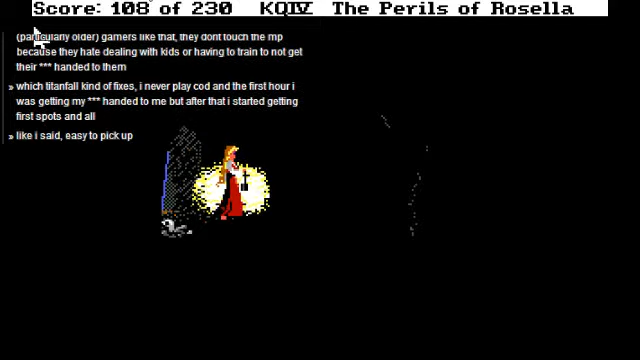 Score: 108 of 230 KQIV The Perils of Rosella
(particularly older) gamers like that, they dont touch the mp
because they hate dealing with kids or having to train to not get
their *** handed to them
» which titanfall kind of fixes, i never play cod and the first hour i
was getting my *** handed to me but after that i started getting
first spots and all
» like i said, easy to pick up